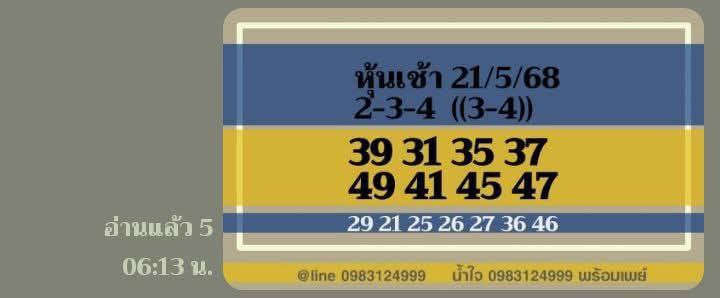 หุ้นเช้า 21/5/68
2-3-4 ((3-4))
39 31 35 37
49 41 45 47
29 21 25 26 27 36 46
อ่านแล้ว 5
06:13 น.
@line 0983124999 น้ำใจ 0983124999 พร้อมเพย์